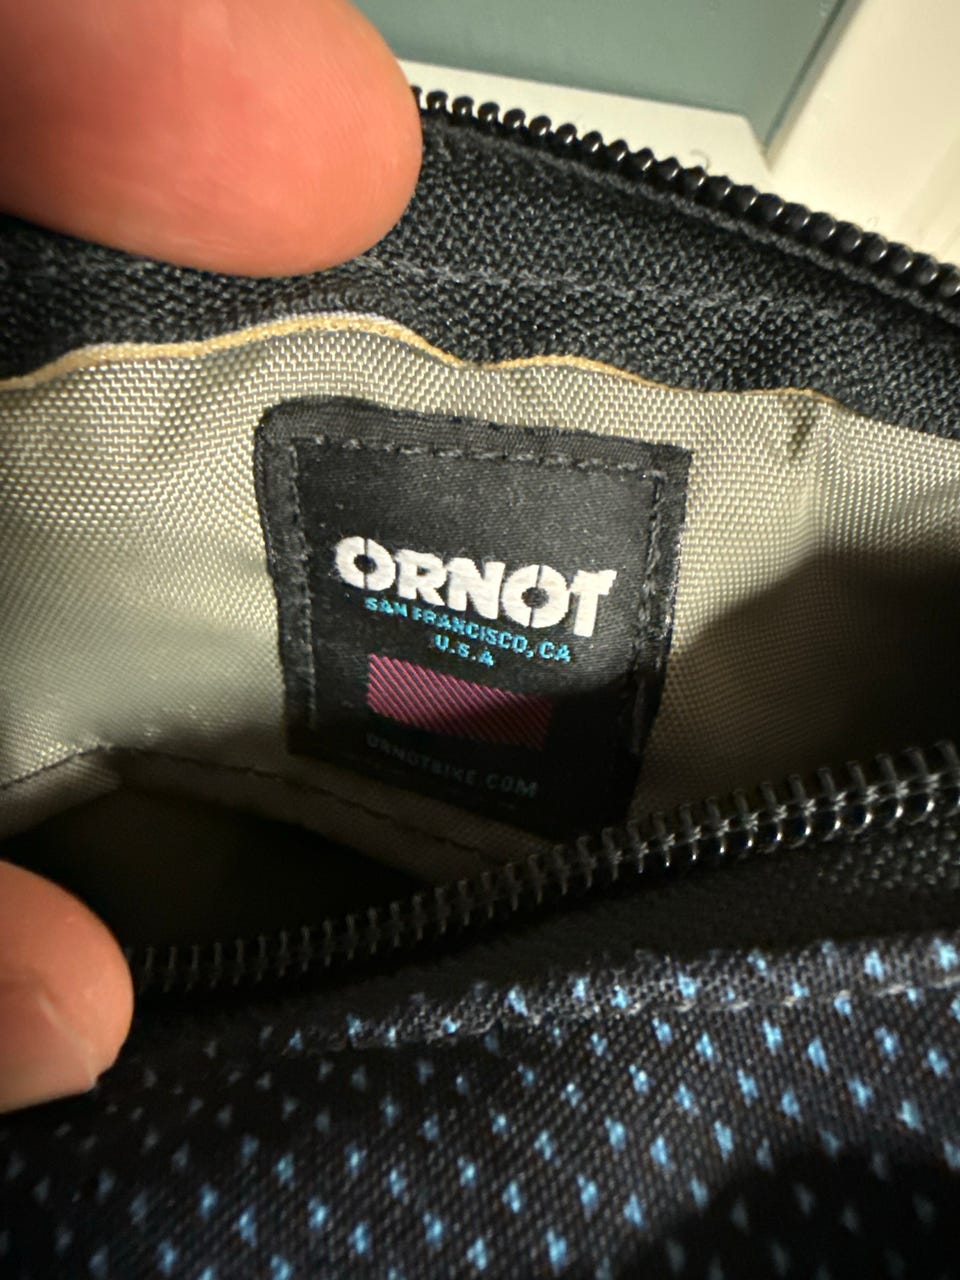 ORNOT
SAN FRANCISCO, CA
U.S.A
ORNOTBIKE.COM